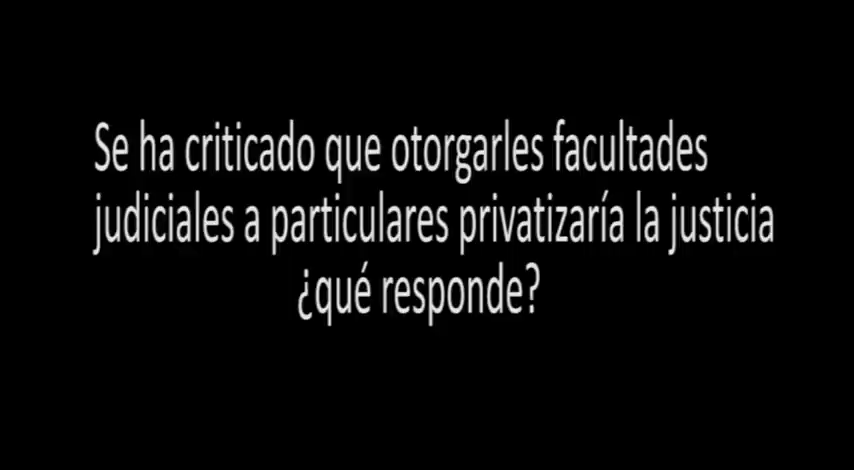 Se ha criticado que otorgarles facultades
judiciales a particulares privatizaría la justicia
¿qué responde?